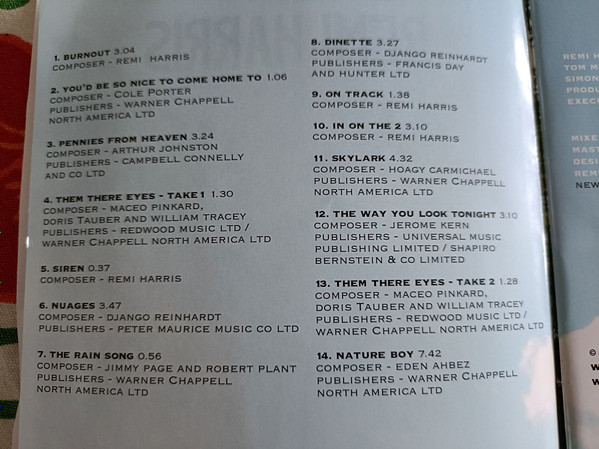 1. BURNOUT 3.04
COMPOSER - REMI HARRIS
2. YOU'D BE SO NICE TO COME HOME TO 1.06
COMPOSER - COLE PORTER
PUBLISHERS - WARNER CHAPPELL
NORTH AMERICA LTD
3. PENNIES FROM HEAVEN 3.24
COMPOSER - ARTHUR JOHNSTON
PUBLISHERS - CAMPBELL CONNELLY
AND CO LTD
4. THEM THERE EYES - TAKE 1 1.30
COMPOSER - MACEO PINKARD,
DORIS TAUBER AND WILLIAM TRACEY
PUBLISHERS - REDWOOD MUSIC LTD /
WARNER CHAPPELL NORTH AMERICA LTD
5. SIREN 0.37
COMPOSER - REMI HARRIS
6. NUAGES 3.47
COMPOSER - DJANGO REINHARDT
PUBLISHERS - PETER MAURICE MUSIC CO LTD
7. THE RAIN SONG 0.56
COMPOSER - JIMMY PAGE AND ROBERT PLANT
PUBLISHERS - WARNER CHAPPELL
NORTH AMERICA LTD
8. DINETTE 3.27
COMPOSER - DJANGO REINHARDT
PUBLISHERS - FRANCIS DAY
AND HUNTER LTD
9. ON TRACK 1.38
COMPOSER - REMI HARRIS
10. IN ON THE 2 3.10
COMPOSER - REMI HARRIS
11. SKYLARK 4.32
COMPOSER - HOAGY CARMICHAEL
PUBLISHERS - WARNER CHAPPELL
NORTH AMERICA LTD
12. THE WAY YOU LOOK TONIGHT 3.10
COMPOSER - JEROME KERN
PUBLISHERS - UNIVERSAL MUSIC
PUBLISHING LIMITED / SHAPIRO
BERNSTEIN & CO LIMITED
13. THEM THERE EYES - TAKE 2 1.28
COMPOSER - MACEO PINKARD,
DORIS TAUBER AND WILLIAM TRACEY
PUBLISHERS - REDWOOD MUSIC LTD /
WARNER CHAPPELL NORTH AMERICA LTD
14. NATURE BOY 7.42
COMPOSER - EDEN AHBEZ
PUBLISHERS - WARNER CHAPPELL
NORTH AMERICA LTD
REMI H
TOM M
SIMON
PRODU
EXECU
MIXE
MAST
DESI
REM
NEW
©
W
W